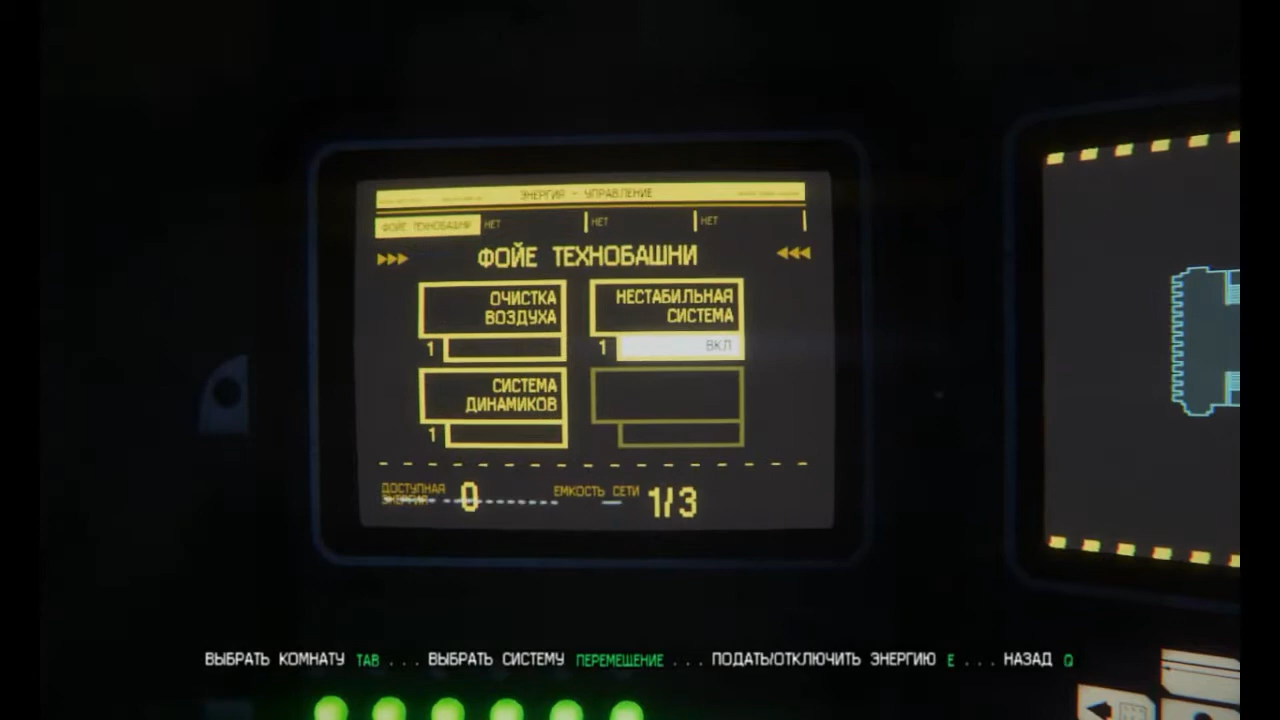 ЭНЕРГИЯ - УПРАВЛЕНИЕ
ФОЙЕ ТЕХНОБАШНИ НЕТ НЕТ НЕТ
ФОЙЕ ТЕХНОБАШНИ
ОЧИСТКА
ВОЗДУХА
1
НЕСТАБИЛЬНАЯ
СИСТЕМА
1 ВКЛ
СИСТЕМА
ДИНАМИКОВ
1
ДОСТУПНАЯ
ЭНЕРГИЯ 0
ЕМКОСТЬ СЕТИ 1/3
ВЫБРАТЬ КОМНАТУ TAB ... ВЫБРАТЬ СИСТЕМУ ПЕРЕМЕШЕНИЕ ... ПОДАТЬ/ОТКЛЮЧИТЬ ЭНЕРГИЮ E ... НАЗАД Q